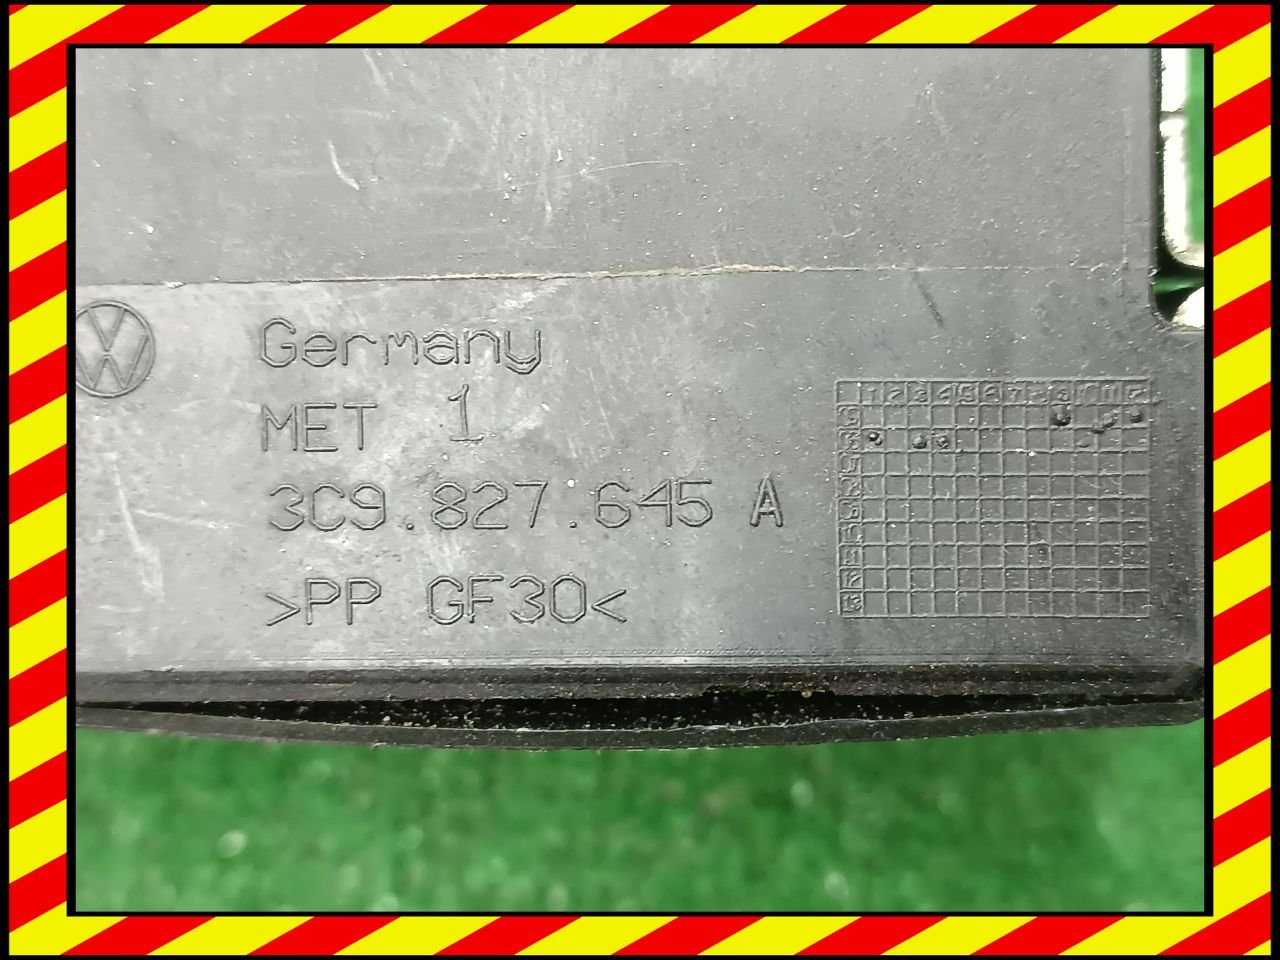 Germany
MET 1
3C9.827.645 A
>PP GF30<